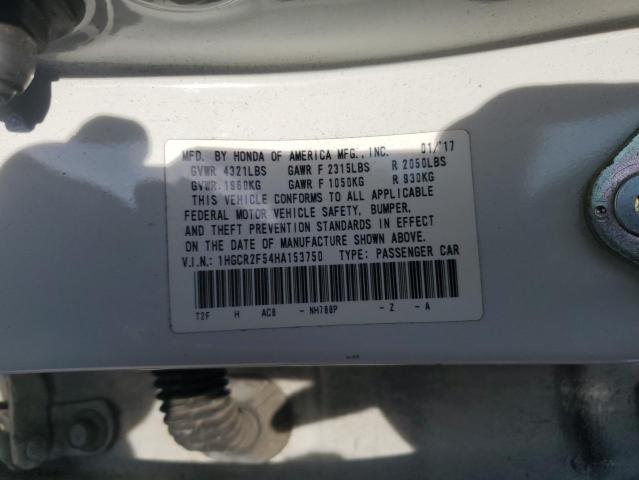 MFD. BY HONDA OF AMERICA MFG., INC. 01/17
GVWR 4321LBS GAWR F 2315LBS R 2050LBS
GVWR 1960KG GAWR F 1050KG R 930KG
THIS VEHICLE CONFORMS TO ALL APPLICABLE
FEDERAL MOTOR VEHICLE SAFETY, BUMPER,
AND THEFT PREVENTION STANDARDS IN EFFECT
ON THE DATE OF MANUFACTURE SHOWN ABOVE.
V.I.N.: 1HGCR2F54HA153750 TYPE: PASSENGER CAR
T2F H AC8 - NH788P - Z - A